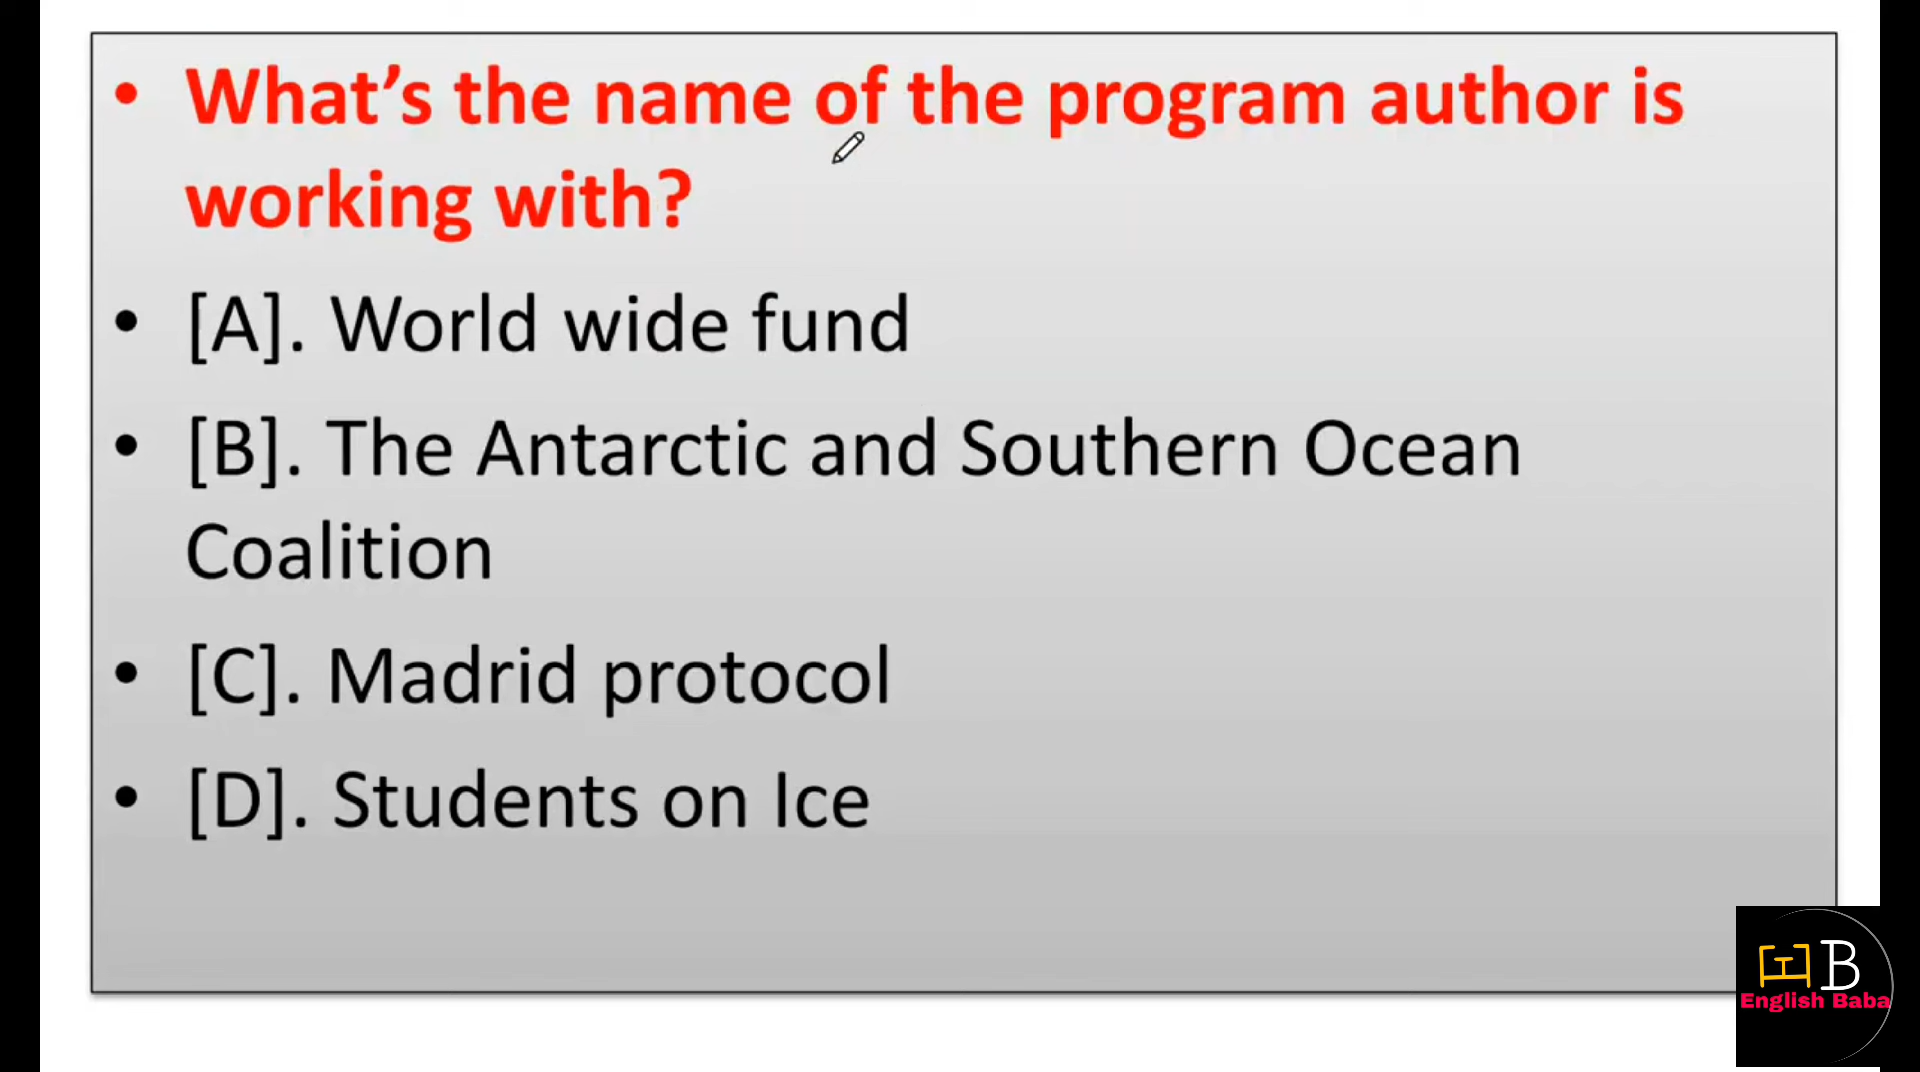 • What’s the name of the program author is
working with?
• [A]. World wide fund
• [B]. The Antarctic and Southern Ocean
Coalition
• [C]. Madrid protocol
• [D]. Students on Ice
B
English Baba